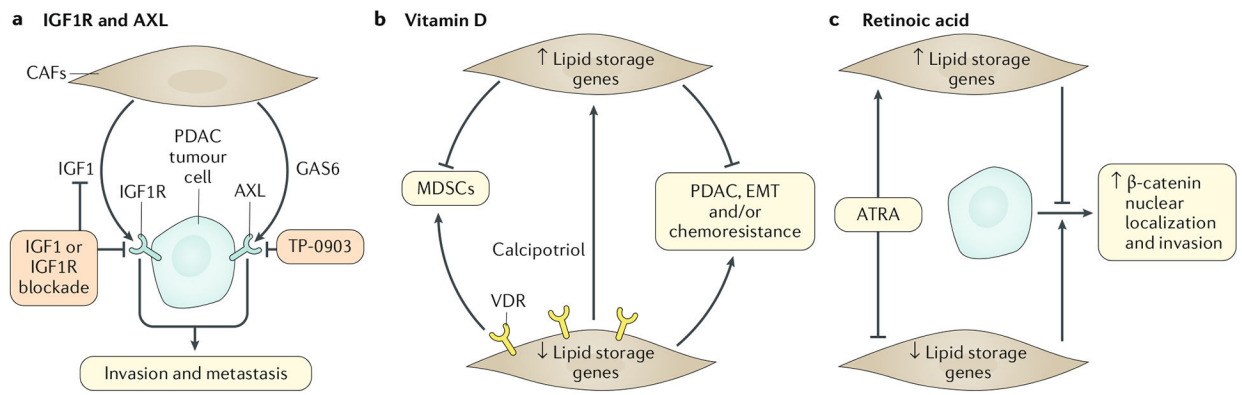 a IGF1R and AXL
CAFs
PDAC
tumour
cell
IGF1
GAS6
IGF1R
AXL
IGF1 or
IGF1R
blockade
TP-0903
Invasion and metastasis
b Vitamin D
↑ Lipid storage
genes
MDSCs
PDAC, EMT
and/or
chemoresistance
Calcipotriol
VDR
↓ Lipid storage
genes
c Retinoic acid
↑ Lipid storage
genes
ATRA
↑ β-catenin
nuclear
localization
and invasion
↓ Lipid storage
genes